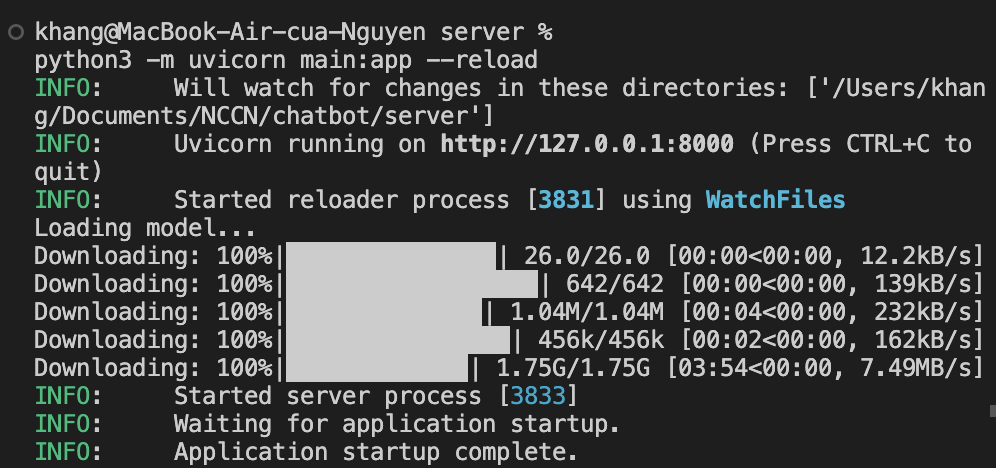 khang@MacBook-Air-cua-Nguyen server %
python3 -m uvicorn main:app --reload
INFO:     Will watch for changes in these directories: ['/Users/khan
g/Documents/NCCN/chatbot/server']
INFO:     Uvicorn running on http://127.0.0.1:8000 (Press CTRL+C to
quit)
INFO:     Started reloader process [3831] using WatchFiles
Loading model...
Downloading: 100%|| 26.0/26.0 [00:00<00:00, 12.2kB/s]
Downloading: 100%|| 642/642 [00:00<00:00, 139kB/s]
Downloading: 100%|| 1.04M/1.04M [00:04<00:00, 232kB/s]
Downloading: 100%|| 456k/456k [00:02<00:00, 162kB/s]
Downloading: 100%|| 1.75G/1.75G [03:54<00:00, 7.49MB/s]
INFO:     Started server process [3833]
INFO:     Waiting for application startup.
INFO:     Application startup complete.